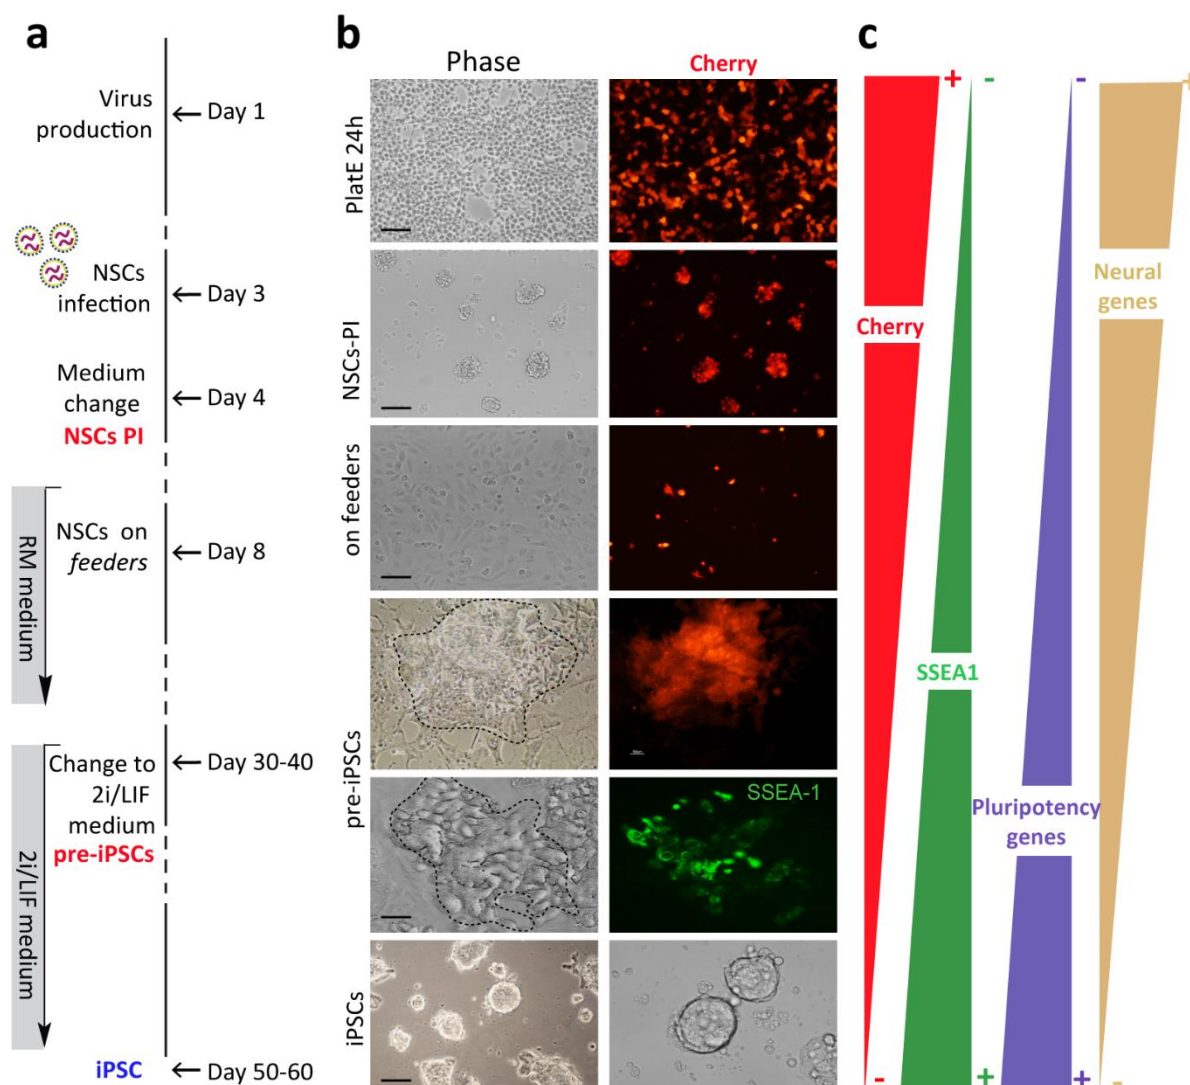 a
Virus
production
Day 1
NSCs
infection
Day 3
Medium
change
Day 4
NSCs PI
RM medium
NSCs on
feeders
Day 8
2i/LIF medium
Change to
2i/LIF
medium
Day 30-40
pre-iPSCs
iPSC
Day 50-60
b
Phase
Cherry
PlatE 24h
NSCs-PI
on feeders
pre-iPSCs
SSEA-1
iPSCs
c
+
-
-
+
Cherry
SSEA1
Pluripotency
genes
Neural
genes
-
+
+
-